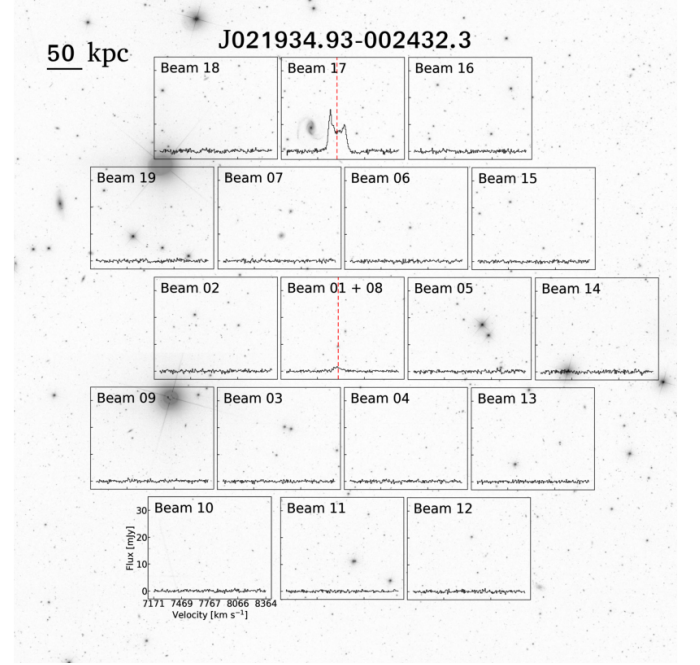 J021934.93-002432.3
50 kpc
Beam 18 Beam 17 Beam 16
Beam 19 Beam 07 Beam 06 Beam 15
Beam 02 Beam 01 + 08 Beam 05 Beam 14
Beam 09 Beam 03 Beam 04 Beam 13
Beam 10 Beam 11 Beam 12
30
20
10
0
Flux [mJy]
7171 7469 7767 8066 8364
Velocity [km s⁻¹]